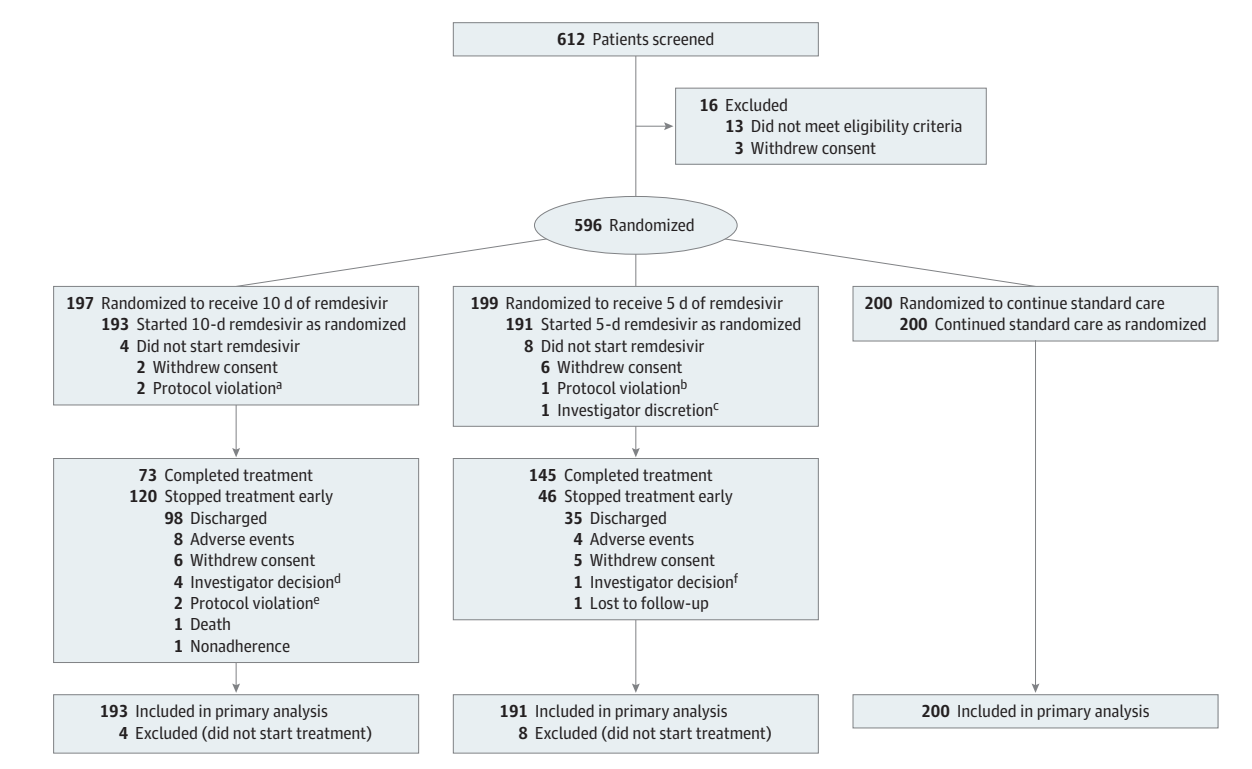 612 Patients screened
16 Excluded
13 Did not meet eligibility criteria
3 Withdrew consent
596 Randomized
197 Randomized to receive 10 d of remdesivir
193 Started 10-d remdesivir as randomized
4 Did not start remdesivir
2 Withdrew consent
2 Protocol violationa
199 Randomized to receive 5 d of remdesivir
191 Started 5-d remdesivir as randomized
8 Did not start remdesivir
6 Withdrew consent
1 Protocol violationb
1 Investigator discretionc
200 Randomized to continue standard care
200 Continued standard care as randomized
73 Completed treatment
120 Stopped treatment early
98 Discharged
8 Adverse events
6 Withdrew consent
4 Investigator decisiond
2 Protocol violatione
1 Death
1 Nonadherence
145 Completed treatment
46 Stopped treatment early
35 Discharged
4 Adverse events
5 Withdrew consent
1 Investigator decisionf
1 Lost to follow-up
193 Included in primary analysis
4 Excluded (did not start treatment)
191 Included in primary analysis
8 Excluded (did not start treatment)
200 Included in primary analysis